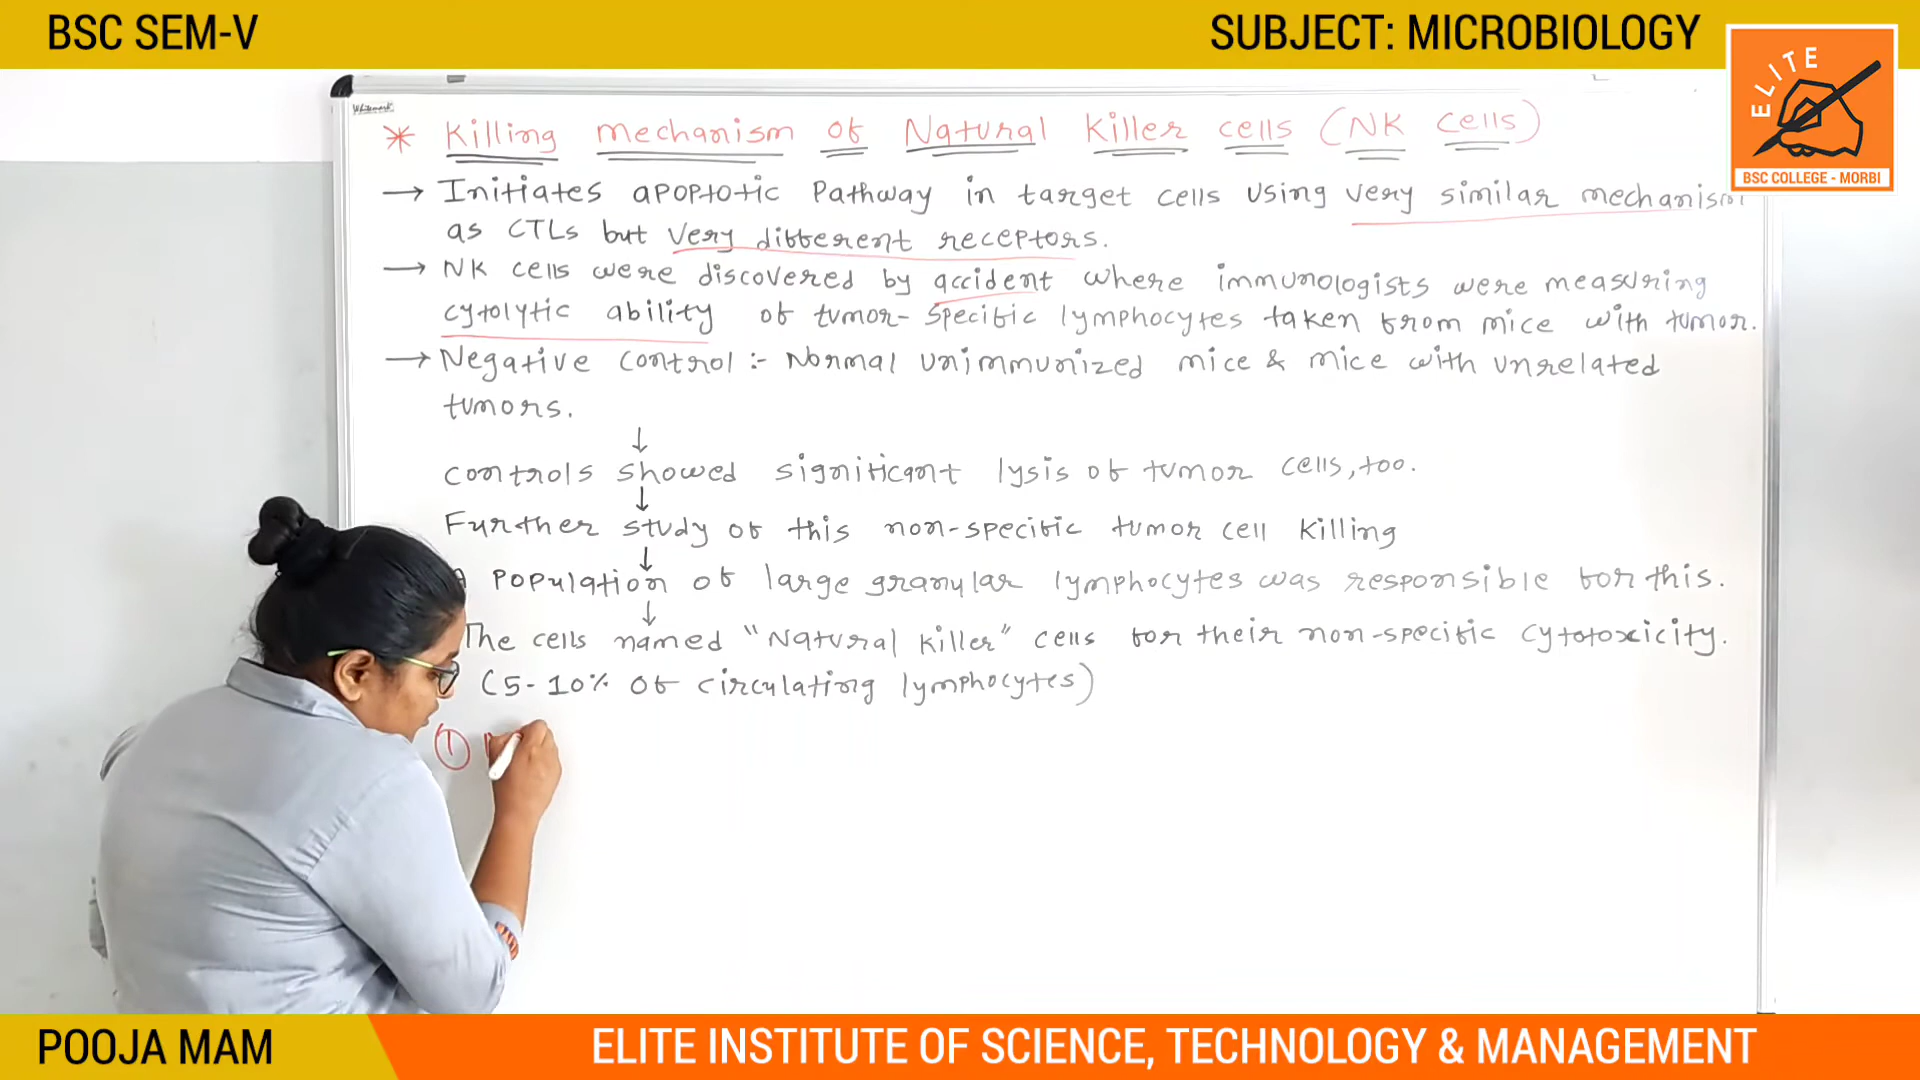 BSC SEM-V
SUBJECT: MICROBIOLOGY
ELITE
BSC COLLEGE - MORBI
Whitemark
* Killing mechanism of Natural Killer cells (NK cells)
→ Initiates apoptotic Pathway in target cells using very similar mechanism
as CTLs but very different receptors.
→ NK cells were discovered by accident where immunologists were measuring
cytolytic ability of tumor-specific lymphocytes taken from mice with tumor.
→ Negative control :- Normal unimmunized mice & mice with unrelated
tumors.
↓
controls showed significant lysis of tumor cells, too.
↓
Further study of this non-specific tumor cell killing
↓
A population of large granular lymphocytes was responsible for this.
↓
The cells named "Natural Killer" cells for their non-specific cytotoxicity.
(5-10% of circulating lymphocytes)
①
POOJA MAM
ELITE INSTITUTE OF SCIENCE, TECHNOLOGY & MANAGEMENT